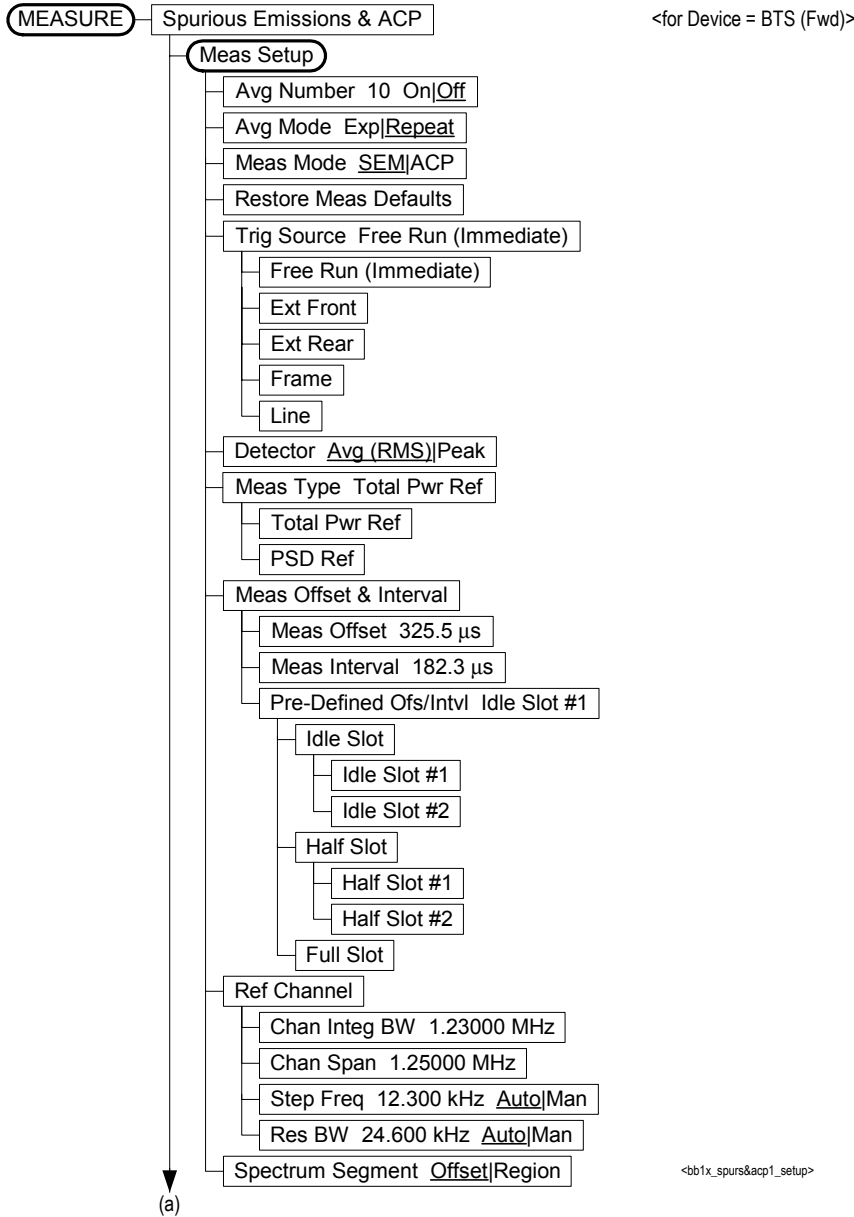 MEASURE Spurious Emissions & ACP <for Device = BTS (Fwd)>
Meas Setup
Avg Number 10 On|Off
Avg Mode Exp|Repeat
Meas Mode SEM|ACP
Restore Meas Defaults
Trig Source Free Run (Immediate)
Free Run (Immediate)
Ext Front
Ext Rear
Frame
Line
Detector Avg (RMS)|Peak
Meas Type Total Pwr Ref
Total Pwr Ref
PSD Ref
Meas Offset & Interval
Meas Offset 325.5 μs
Meas Interval 182.3 μs
Pre-Defined Ofs/Intvl Idle Slot #1
Idle Slot
Idle Slot #1
Idle Slot #2
Half Slot
Half Slot #1
Half Slot #2
Full Slot
Ref Channel
Chan Integ BW 1.23000 MHz
Chan Span 1.25000 MHz
Step Freq 12.300 kHz Auto|Man
Res BW 24.600 kHz Auto|Man
Spectrum Segment Offset|Region <bb1x_spurs&acp1_setup>
(a)